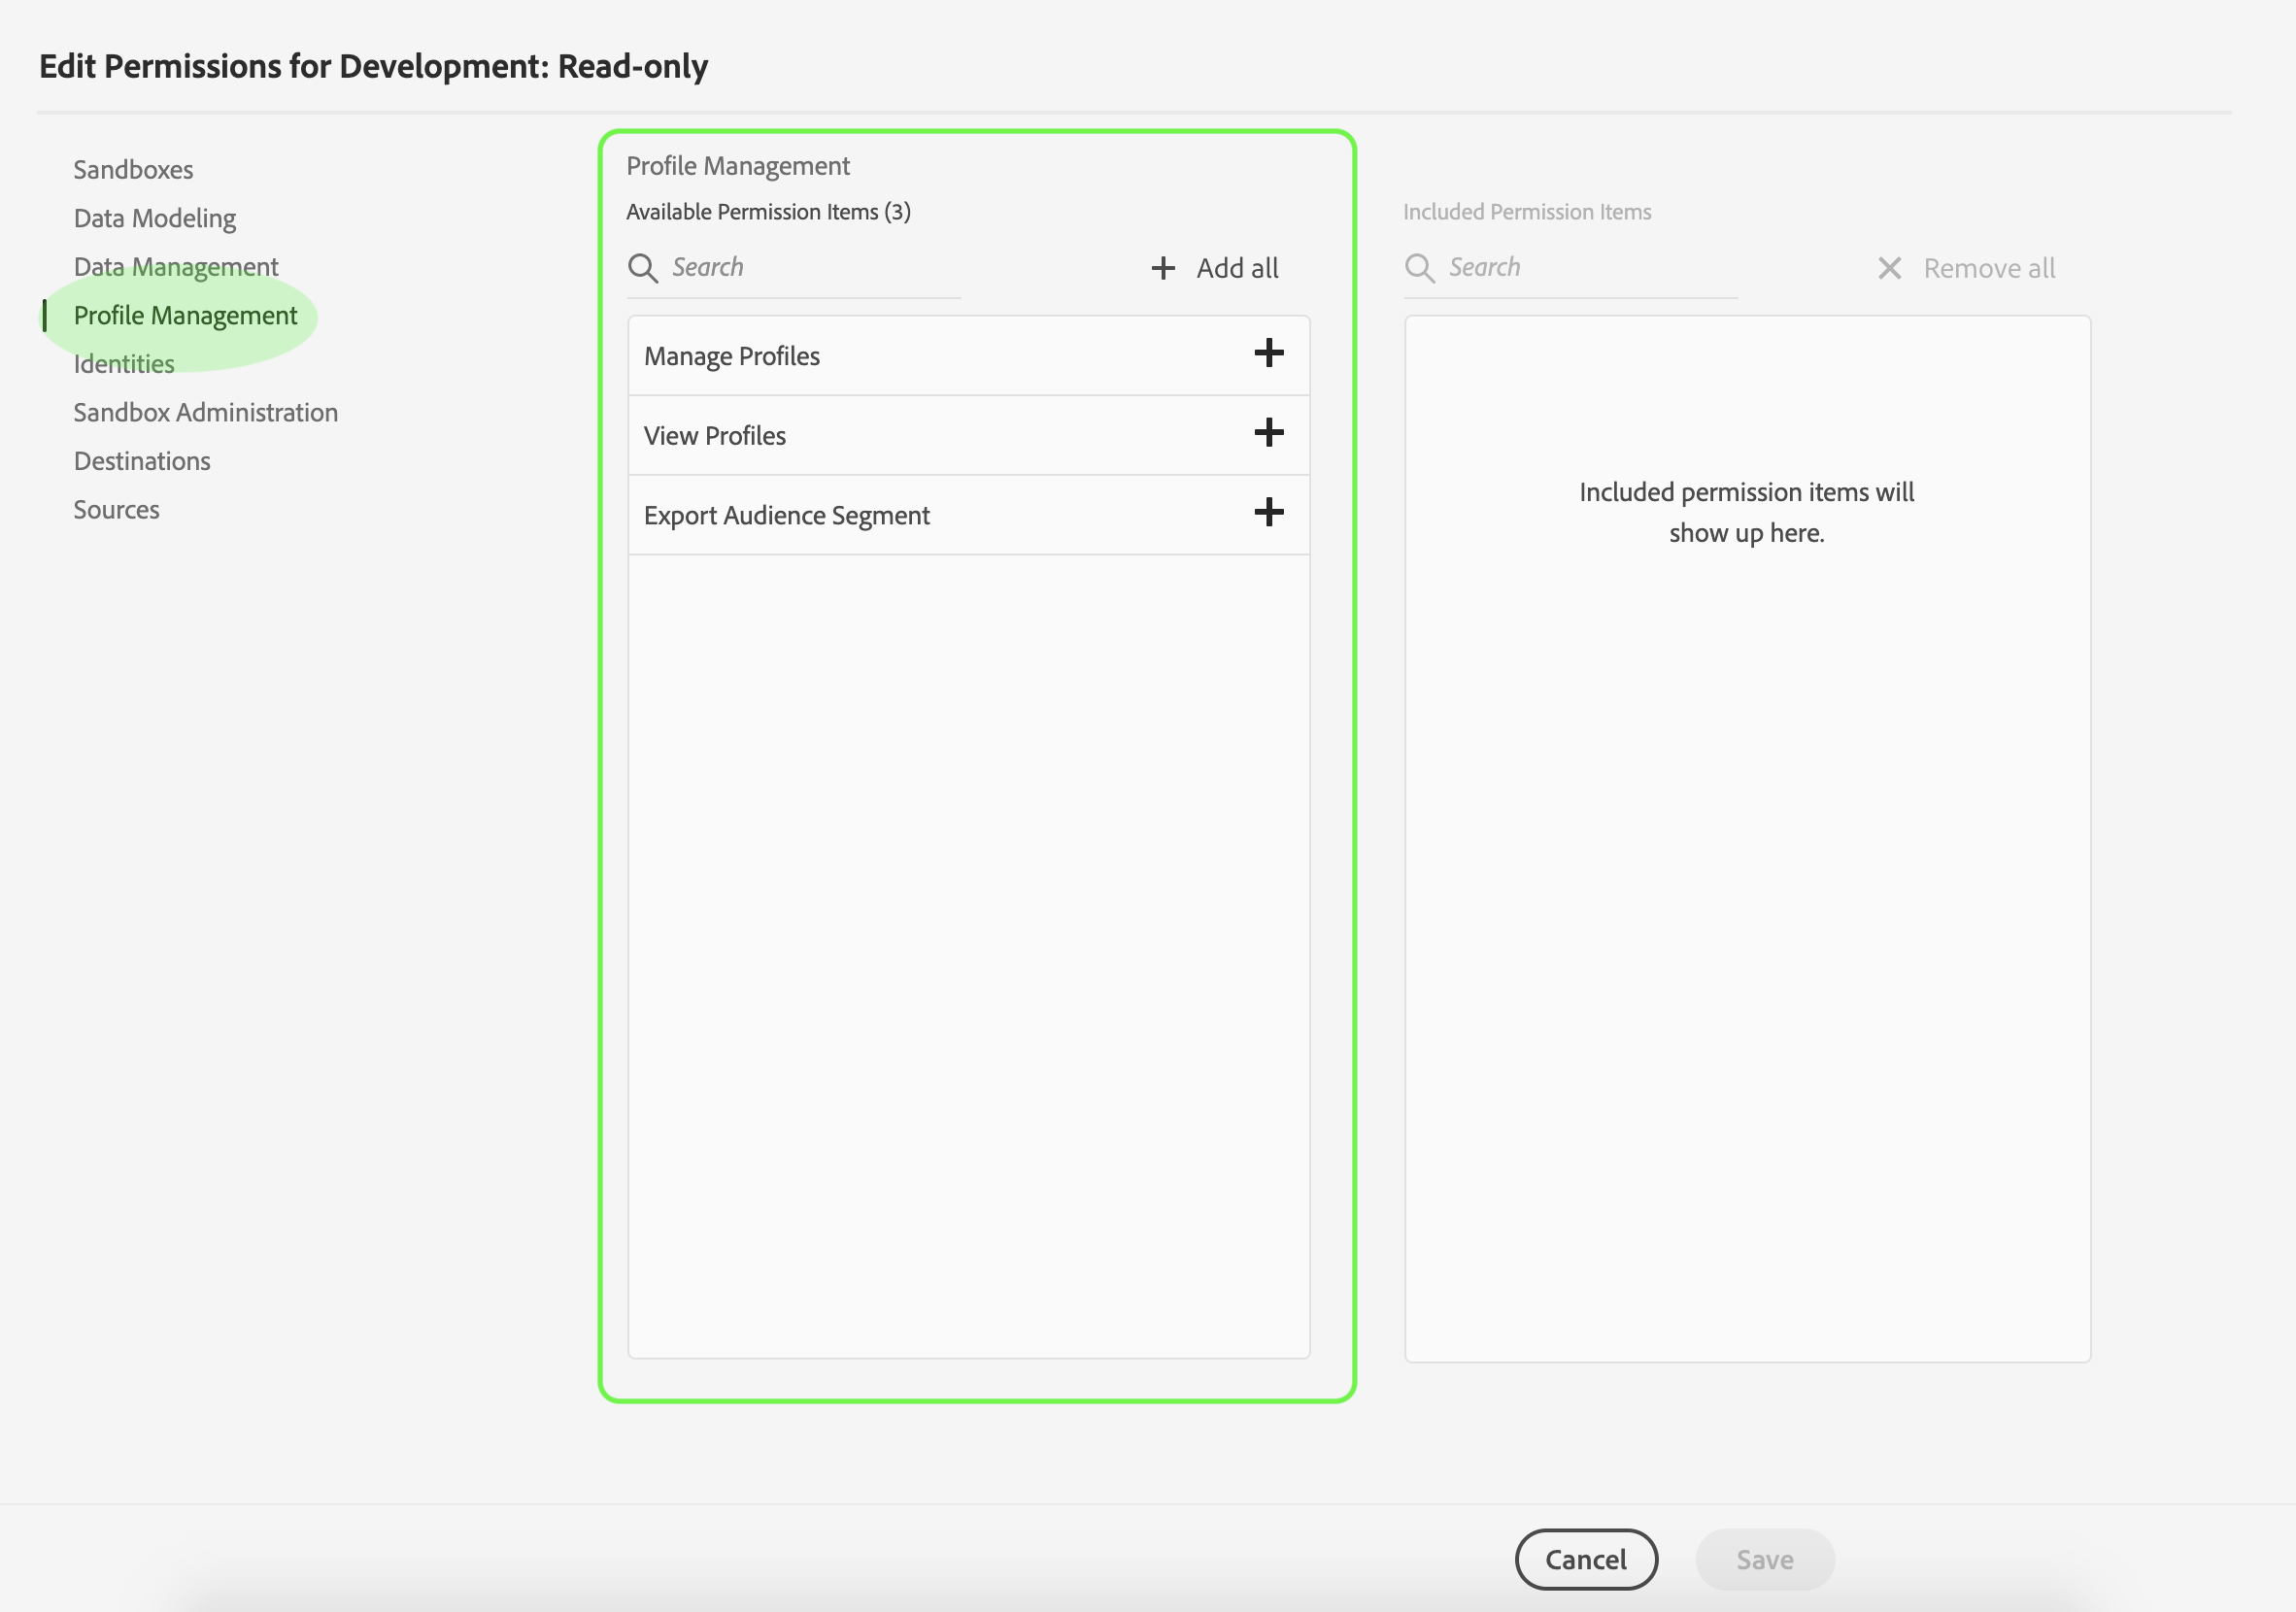 Edit Permissions for Development: Read-only
Sandboxes
Data Modeling
Data Management
Profile Management
Identities
Sandbox Administration
Destinations
Sources
Profile Management
Available Permission Items (3)
Search
Add all
Manage Profiles
View Profiles
Export Audience Segment
Included Permission Items
Search
Remove all
Included permission items will
show up here.
Cancel
Save